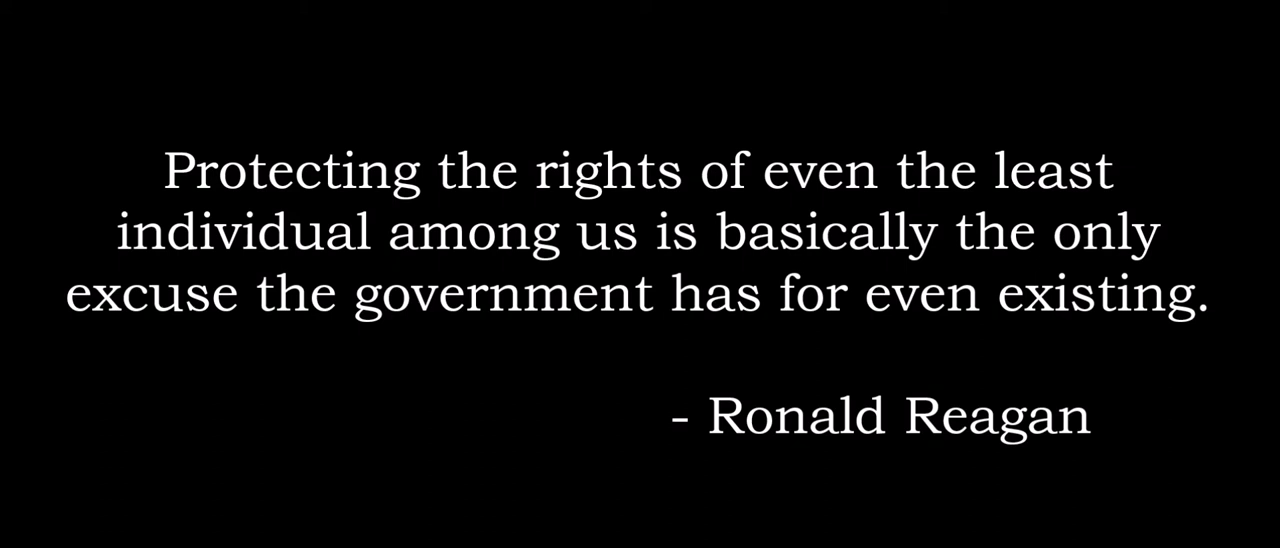 Protecting the rights of even the least
individual among us is basically the only
excuse the government has for even existing.
- Ronald Reagan